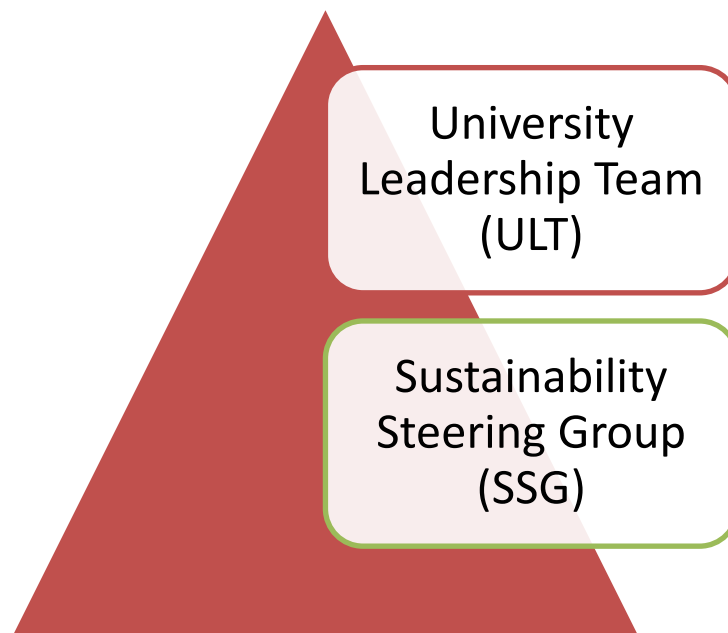 University
Leadership Team
(ULT)
Sustainability
Steering Group
(SSG)